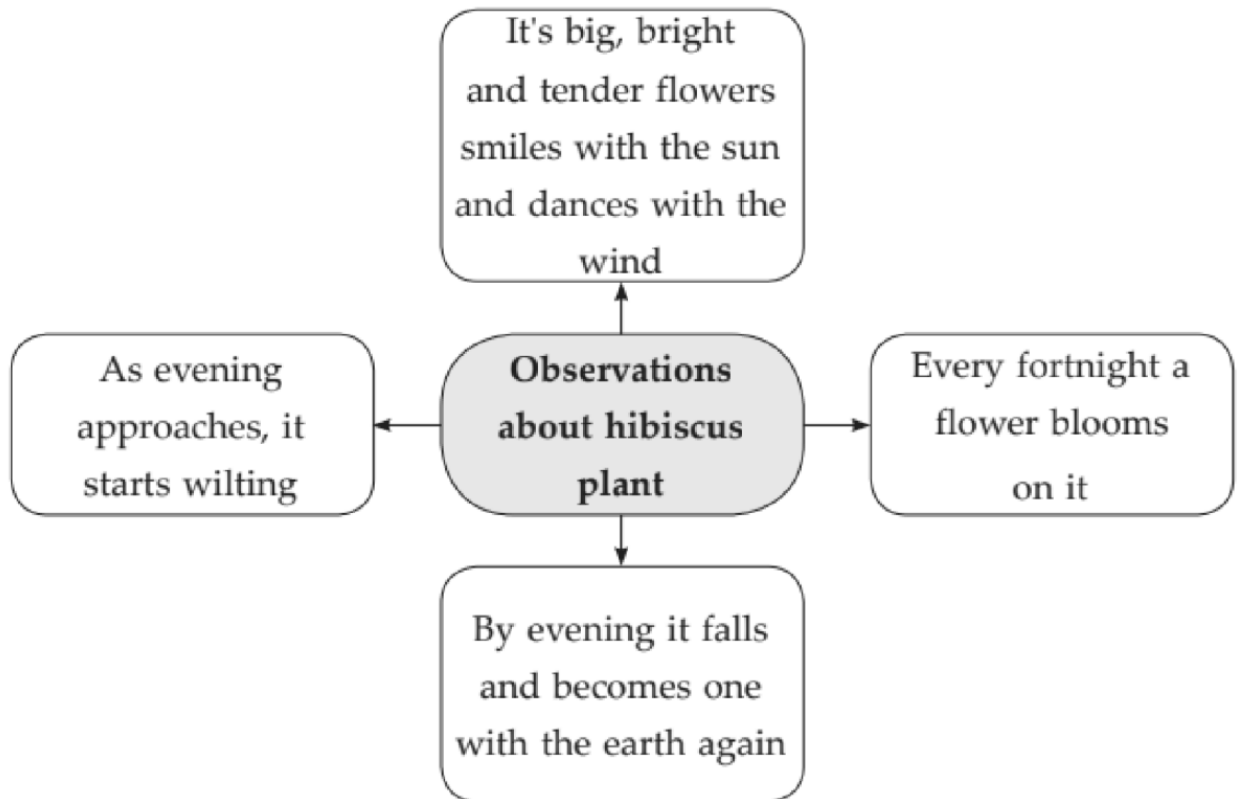 It's big, bright
and tender flowers
smiles with the sun
and dances with the
wind
As evening
approaches, it
starts wilting
Observations
about hibiscus
plant
Every fortnight a
flower blooms
on it
By evening it falls
and becomes one
with the earth again